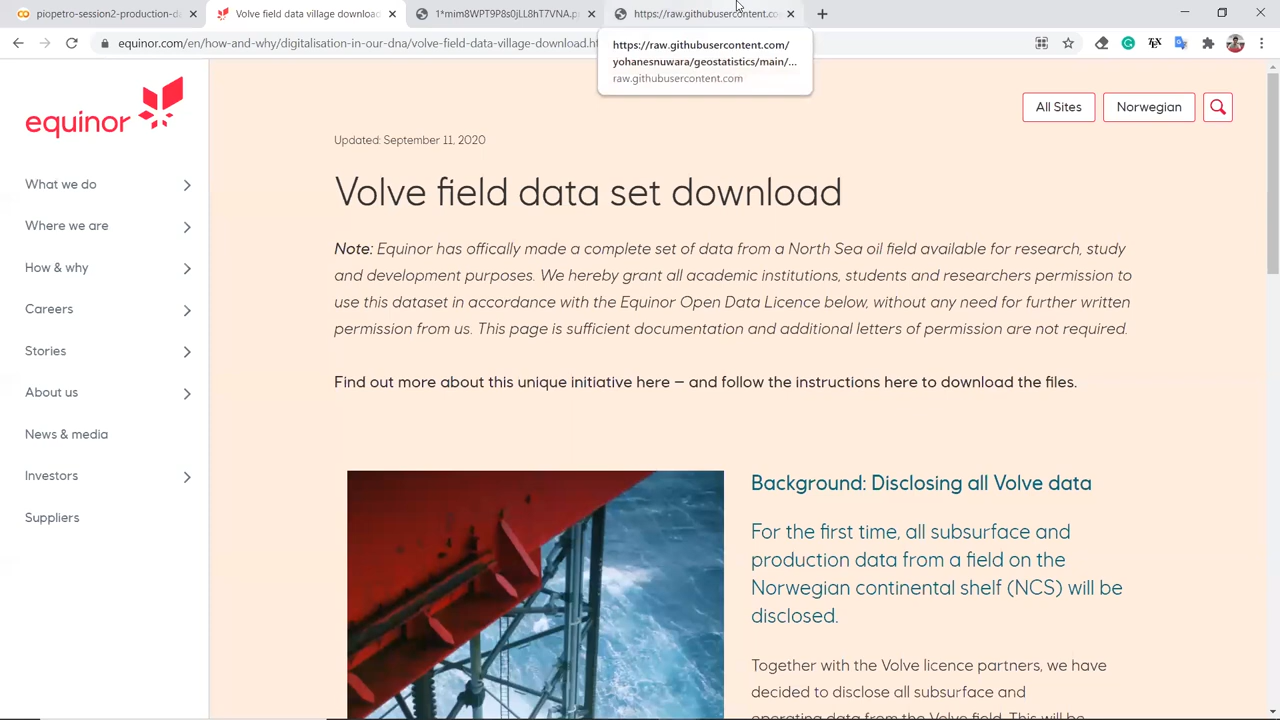 piopetro-session2-production-d
Volve field data village downloa
1*mim8WPT9P8s0jLL8hT7VNA.p
https://raw.githubusercontent.co
equinor.com/en/how-and-why/digitalisation-in-our-dna/volve-field-data-village-download.h
https://raw.githubusercontent.com/
yohanesnuwara/geostatistics/main/...
raw.githubusercontent.com
equinor
All Sites
Norwegian
What we do
Where we are
How & why
Careers
Stories
About us
News & media
Investors
Suppliers
Updated: September 11, 2020
Volve field data set download
Note: Equinor has offically made a complete set of data from a North Sea oil field available for research, study
and development purposes. We hereby grant all academic institutions, students and researchers permission to
use this dataset in accordance with the Equinor Open Data Licence below, without any need for further written
permission from us. This page is sufficient documentation and additional letters of permission are not required.
Find out more about this unique initiative here – and follow the instructions here to download the files.
Background: Disclosing all Volve data
For the first time, all subsurface and
production data from a field on the
Norwegian continental shelf (NCS) will be
disclosed.
Together with the Volve licence partners, we have
decided to disclose all subsurface and
operating data from the Volve field. This will be